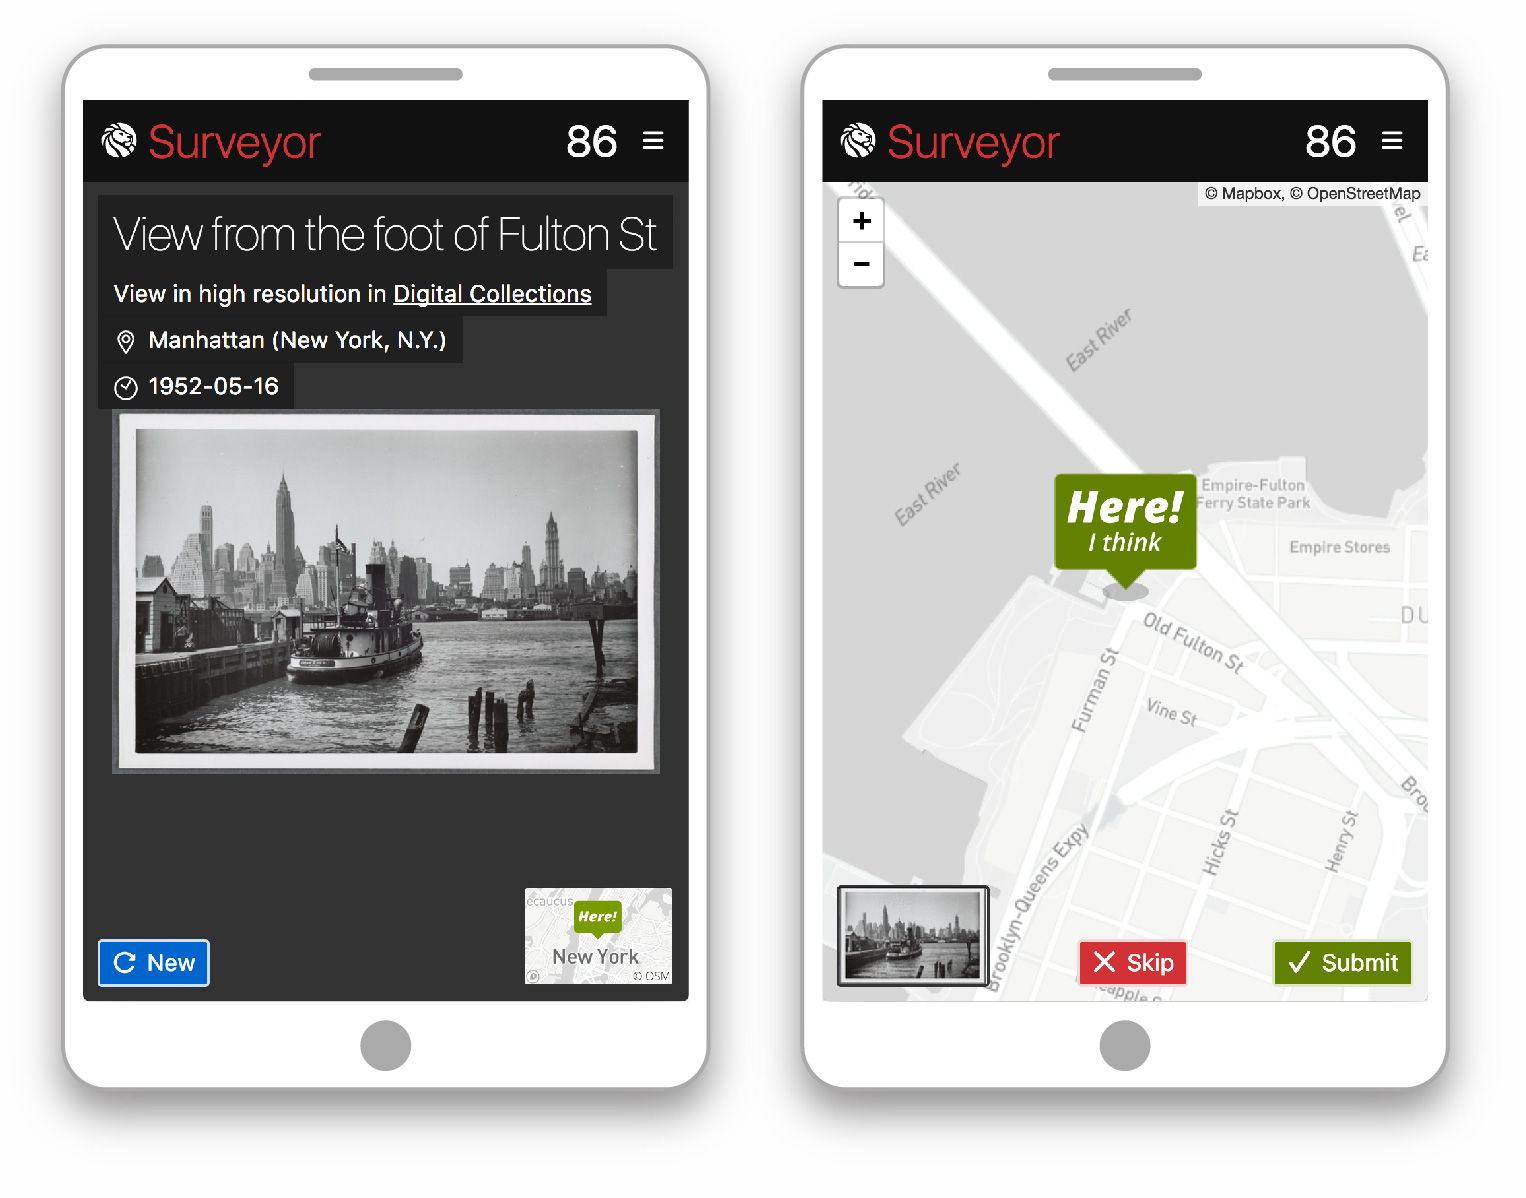 Surveyor 86
View from the foot of Fulton St
View in high resolution in Digital Collections
Manhattan (New York, N.Y.)
1952-05-16
ecaucus
Here!
New York
© OSM
New
Surveyor 86
© Mapbox, © OpenStreetMap
+
−
East River
East River
Empire-Fulton
Ferry State Park
Empire Stores
Here!
I think
DU
Old Fulton St
Furman St
Vine St
Bro
Hicks St
Henry St
Brooklyn-Queens Expy
Skip
Submit